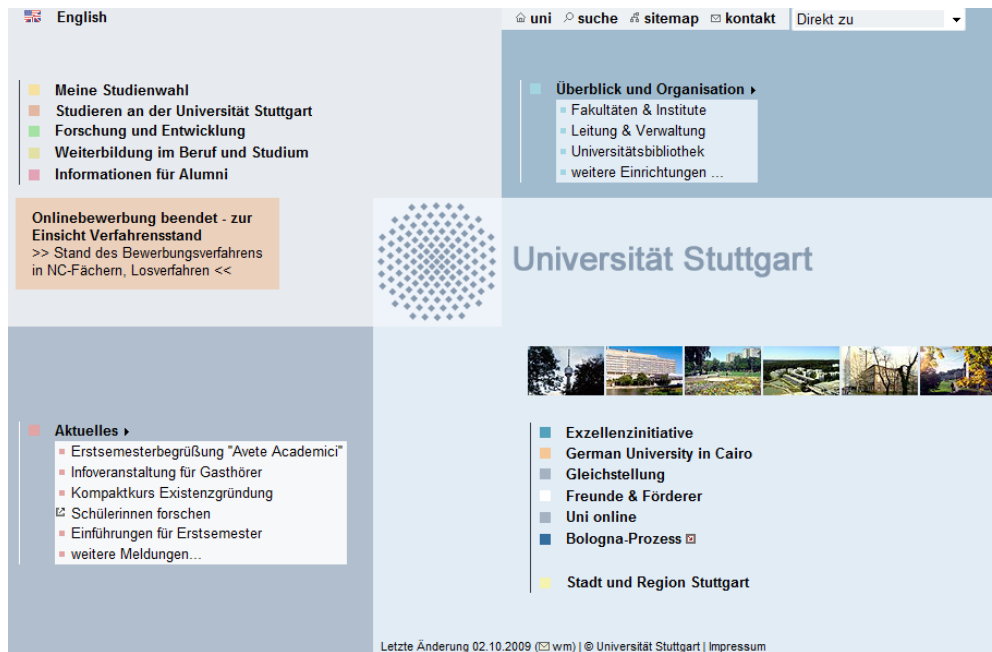 English
uni suche sitemap kontakt Direkt zu
Meine Studienwahl
Studieren an der Universität Stuttgart
Forschung und Entwicklung
Weiterbildung im Beruf und Studium
Informationen für Alumni
Überblick und Organisation
Fakultäten & Institute
Leitung & Verwaltung
Universitätsbibliothek
weitere Einrichtungen ...
Onlinebewerbung beendet - zur
Einsicht Verfahrensstand
>> Stand des Bewerbungsverfahrens
in NC-Fächern, Losverfahren <<
Universität Stuttgart
Aktuelles
Erstsemesterbegrüßung "Avete Academici"
Infoveranstaltung für Gasthörer
Kompaktkurs Existenzgründung
Schülerinnen forschen
Einführungen für Erstsemester
weitere Meldungen...
Exzellenzinitiative
German University in Cairo
Gleichstellung
Freunde & Förderer
Uni online
Bologna-Prozess
Stadt und Region Stuttgart
Letzte Änderung 02.10.2009 (wm) | © Universität Stuttgart | Impressum